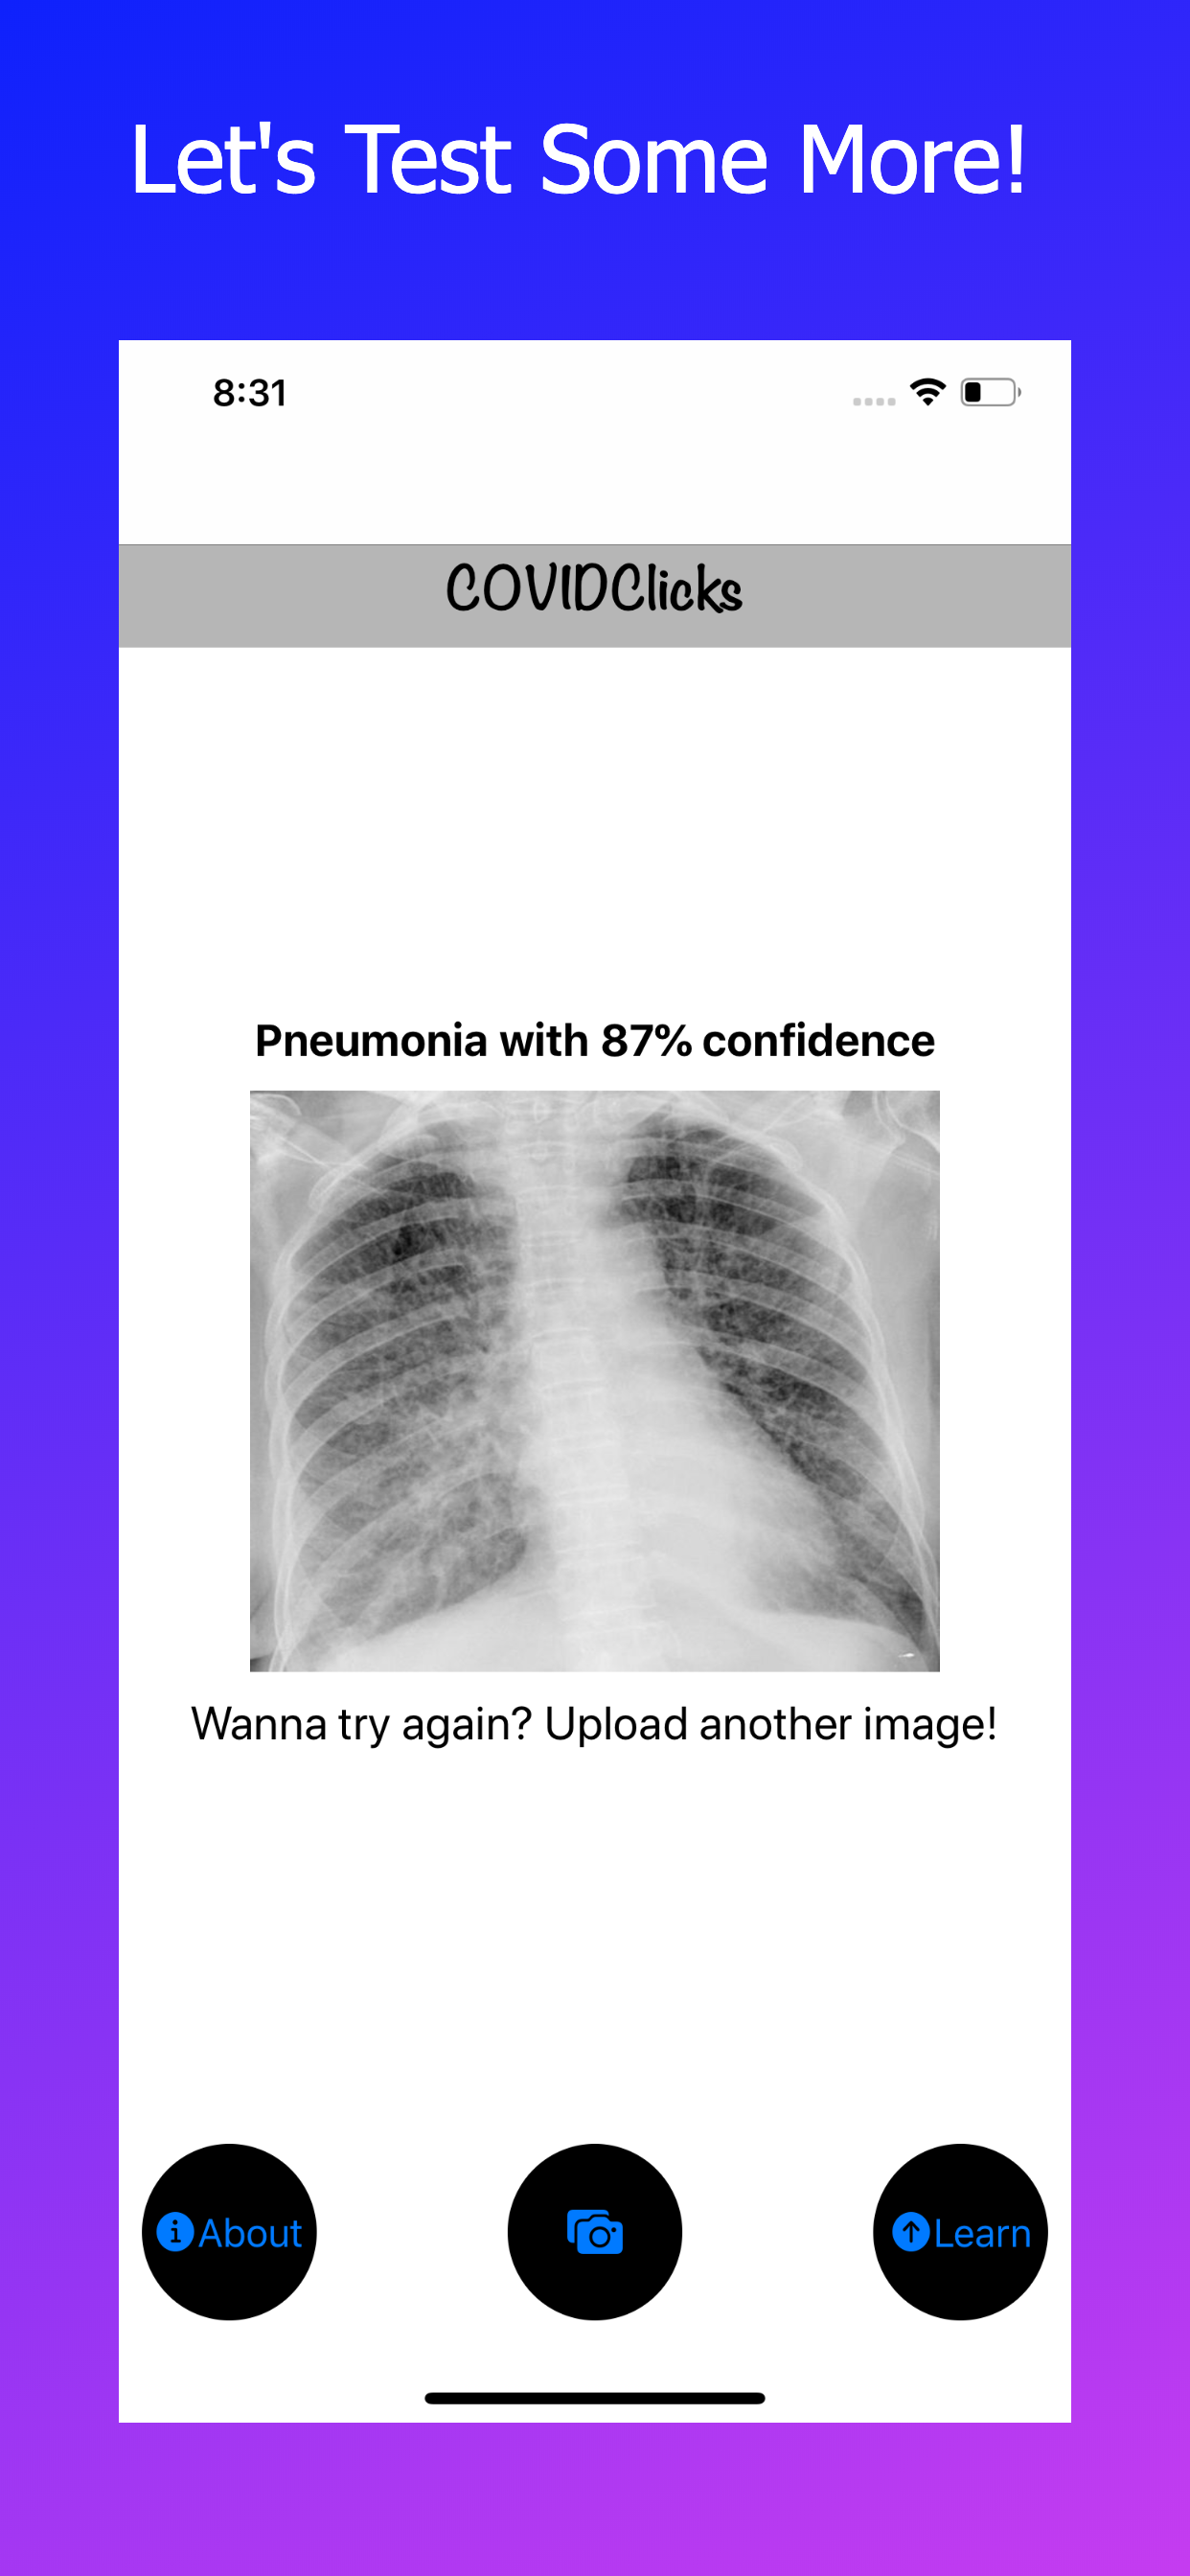 Let's Test Some More!
8:31
COVIDClicks
Pneumonia with 87% confidence
Wanna try again? Upload another image!
About
Learn